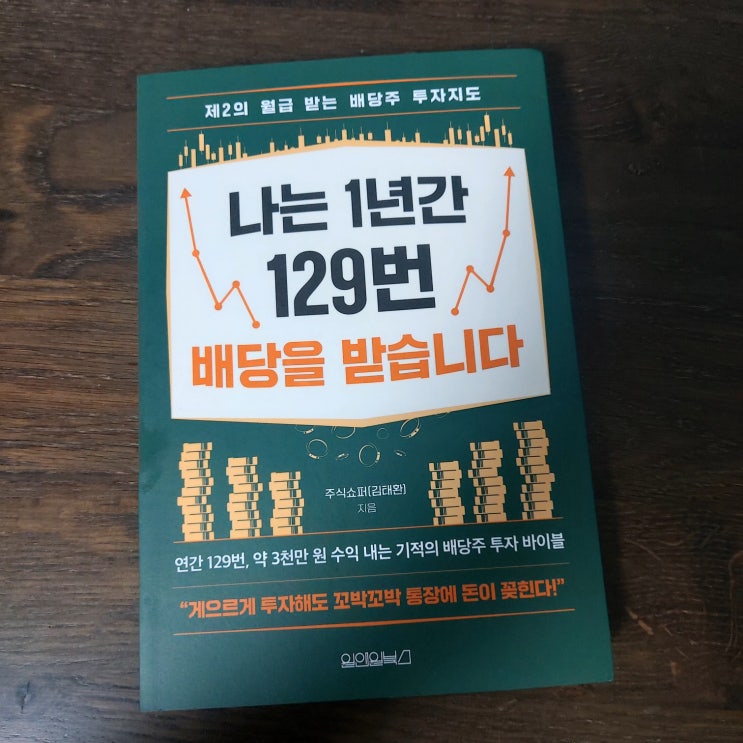 제2의 월급 받는 배당주 투자지도
나는 1년간
129번
배당을 받습니다
주식쇼퍼(김태환)
지음
연간 129번, 약 3천만 원 수익 내는 기적의 배당주 투자 바이블
“게으르게 투자해도 꼬박꼬박 통장에 돈이 꽂힌다!”
일앤일북